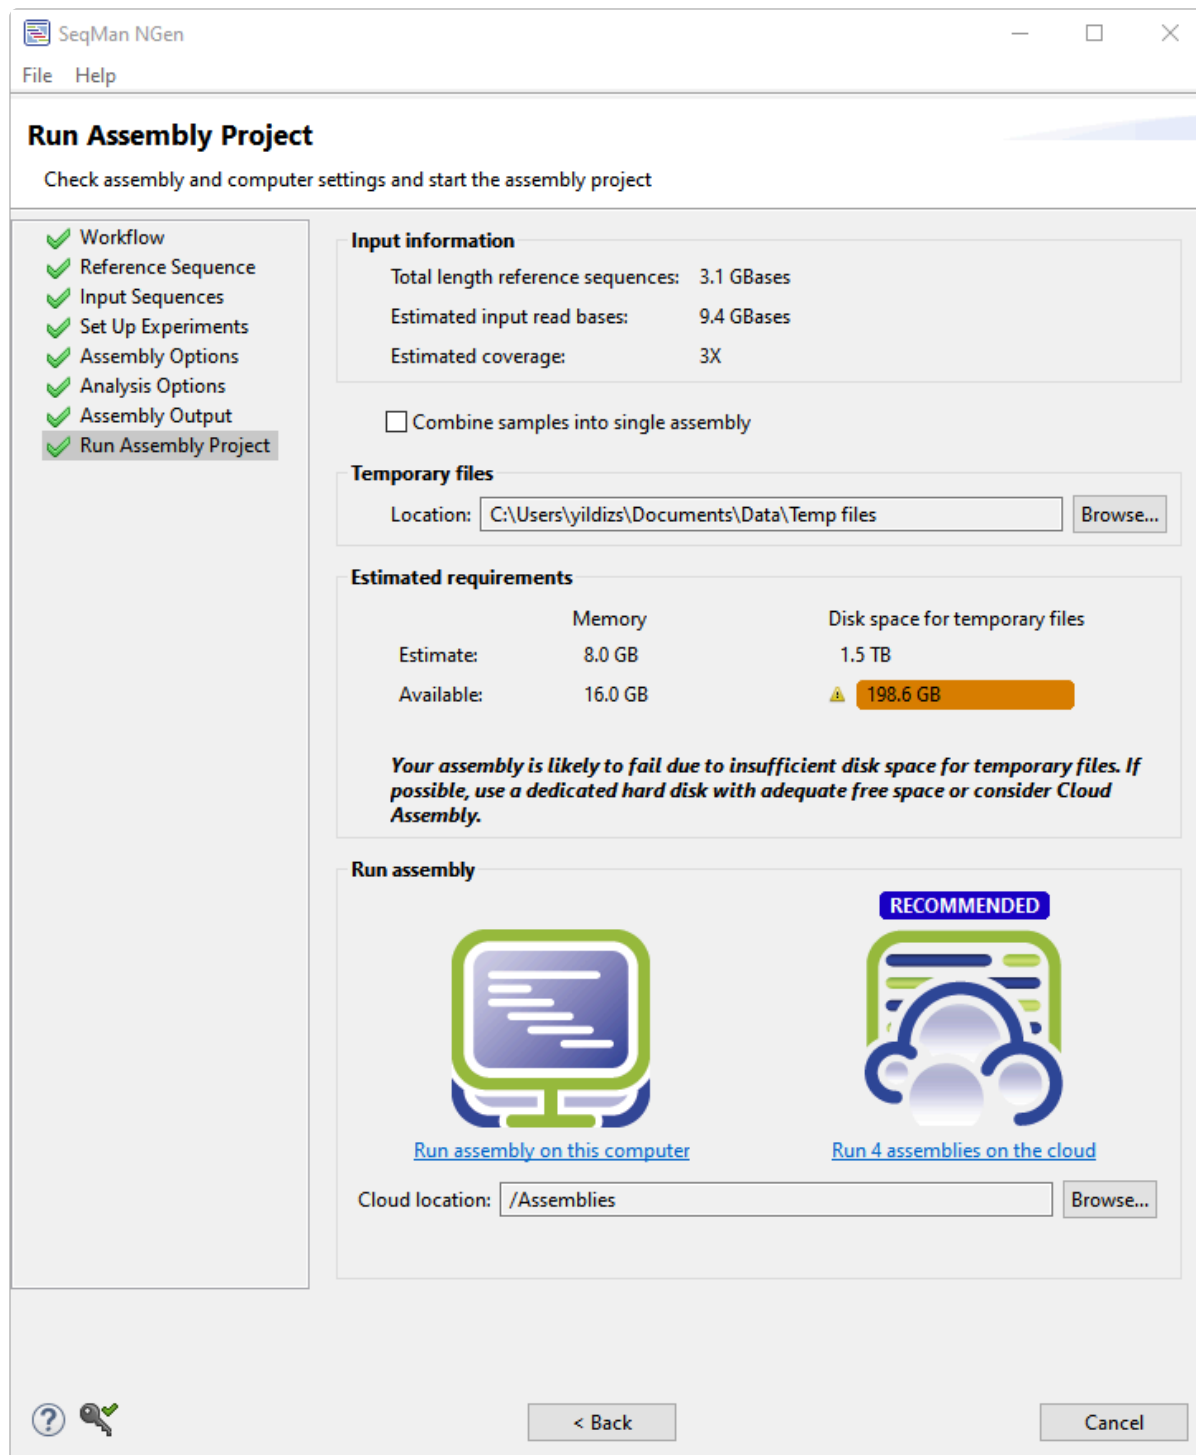 SeqMan NGen
File Help
Run Assembly Project
Check assembly and computer settings and start the assembly project
Workflow
Reference Sequence
Input Sequences
Set Up Experiments
Assembly Options
Analysis Options
Assembly Output
Run Assembly Project
Input information
Total length reference sequences: 3.1 GBases
Estimated input read bases: 9.4 GBases
Estimated coverage: 3X
Combine samples into single assembly
Temporary files
Location: C:\Users\yildizs\Documents\Data\Temp files Browse...
Estimated requirements
Memory Disk space for temporary files
Estimate: 8.0 GB 1.5 TB
Available: 16.0 GB 198.6 GB
Your assembly is likely to fail due to insufficient disk space for temporary files. If
possible, use a dedicated hard disk with adequate free space or consider Cloud
Assembly.
Run assembly
RECOMMENDED
Run assembly on this computer Run 4 assemblies on the cloud
Cloud location: /Assemblies Browse...
? < Back Cancel